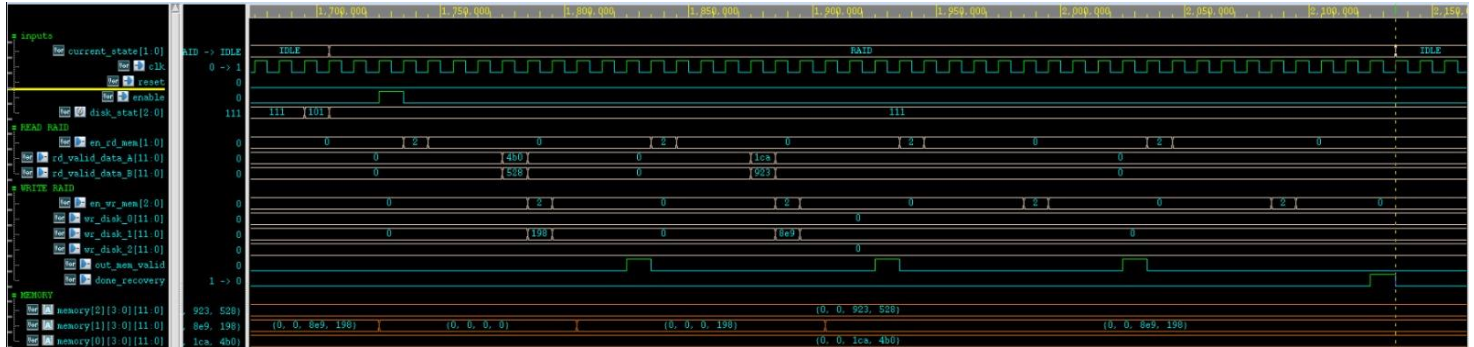 1,700,000 1,750,000 1,800,000 1,850,000 1,900,000 1,950,000 2,000,000 2,050,000 2,100,000 2,150,
inputs
current_state[1:0] AID -> IDLE IDLE RAID IDLE
clk 0 -> 1
reset 0
enable 0
disk_stat[2:0] 111 111 101 111
READ RAID
en_rd_mem[1:0] 0 0 2 0 2 0 2 0 2 0
rd_valid_data_A[11:0] 0 0 4b0 0 1ca 0
rd_valid_data_B[11:0] 0 0 528 0 923 0
WRITE RAID
en_wr_mem[2:0] 0 0 2 0 2 0 2 0 2 0
wr_disk_0[11:0] 0 0
wr_disk_1[11:0] 0 0 198 0 8e9 0
wr_disk_2[11:0] 0 0
out_mem_valid 0
done_recovery 1 -> 0
MEMORY
memory[2][3:0][11:0] , 923, 528) (0, 0, 923, 528)
memory[1][3:0][11:0] 8e9, 198) (0, 0, 8e9, 198) (0, 0, 0, 0) (0, 0, 0, 198) (0, 0, 8e9, 198)
memory[0][3:0][11:0] 1ca, 4b0) (0, 0, 1ca, 4b0)